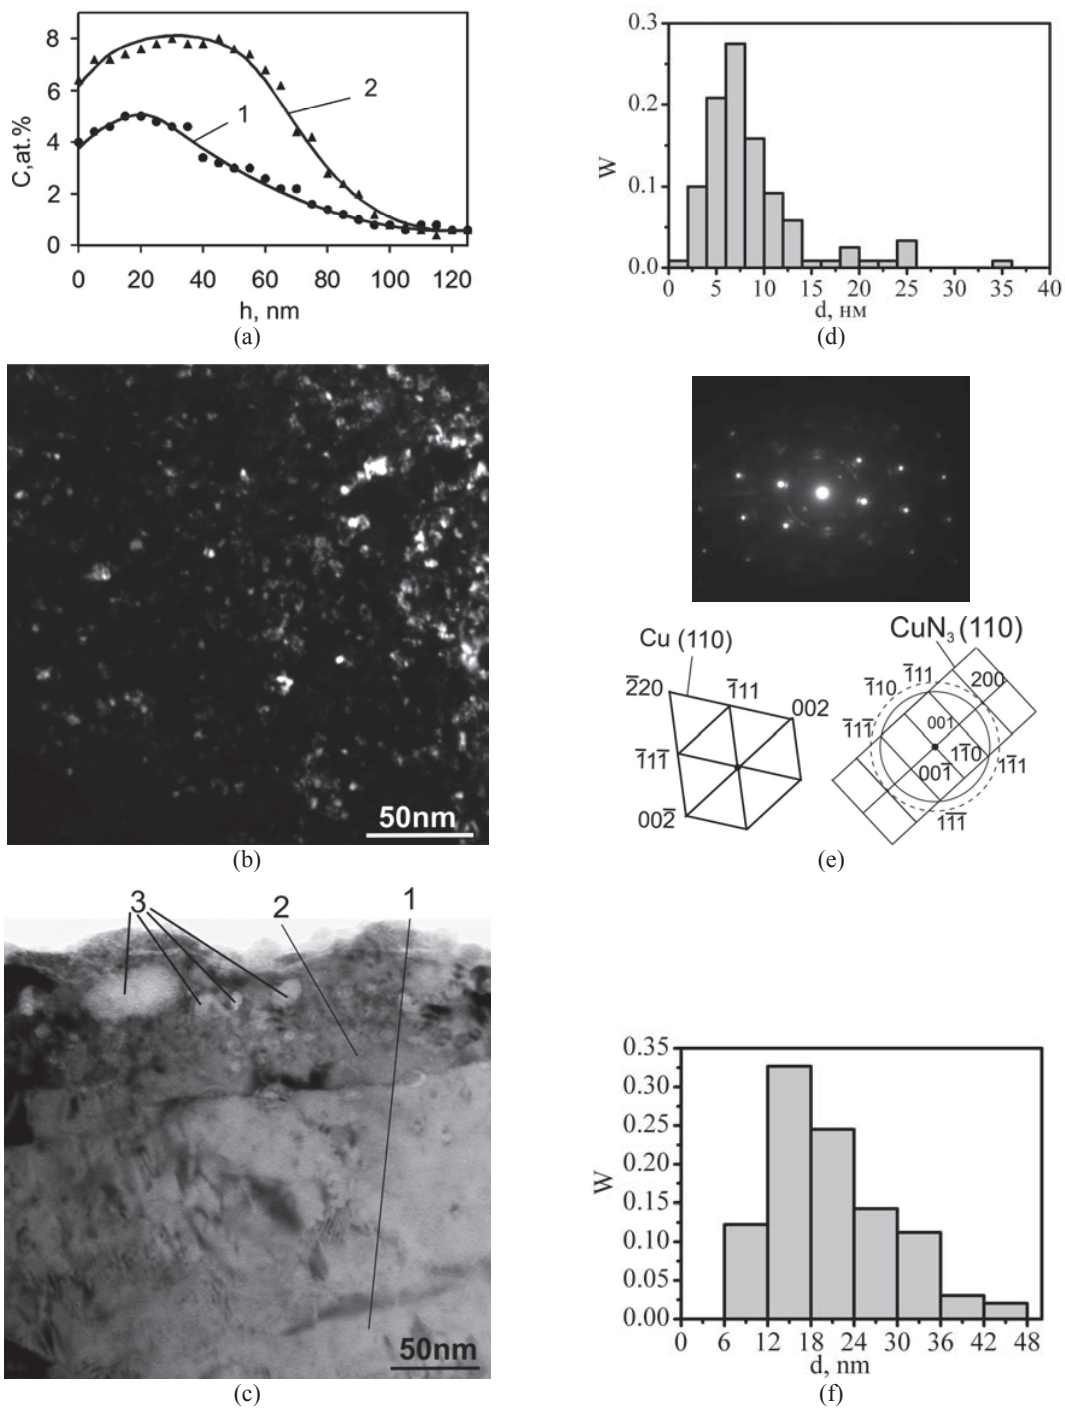 C,at.%
8
6
4
2
0
0 20 40 60 80 100 120
h, nm
1
2
(a)
W
0.3
0.2
0.1
0.0
0 5 10 15 20 25 30 35 40
d, нм
(d)
50nm
(b)
Cu (110)
2̅20
1̅11
002
1̅11̅
002̅
CuN₃ (110)
1̅11
200
1̅10
1̅11̅
001
11̅0
001̅
11̅1
11̅1̅
(e)
3
2
1
50nm
(c)
W
0.35
0.30
0.25
0.20
0.15
0.10
0.05
0.00
0 6 12 18 24 30 36 42 48
d, nm
(f)